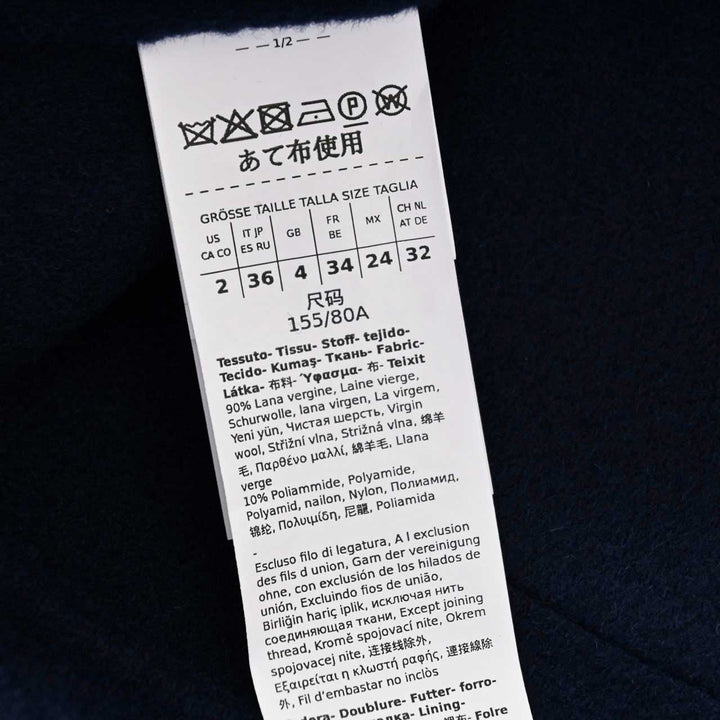 — — 1/2 — —
P W
あて布使用
GRÖSSE TAILLE TALLA SIZE TAGLIA
US CA CO | IT JP ES RU | GB | FR BE | MX | CH NL AT DE
2 | 36 | 4 | 34 | 24 | 32
尺码
155/80A
Tessuto- Tissu- Stoff- tejido-
Tecido- Kumaş- Ткань- Fabric-
Látka- 布料- Ύφασμα- 布- Teixit
90% Lana vergine, Laine vierge,
Schurwolle, lana virgen, La virgem,
Yeni yün, Чистая шерсть, Virgin
wool, Střižní vlna, Strižná vlna, 绵羊
毛, Παρθένο μαλλί, 綿羊毛, Llana
verge
10% Poliammide, Polyamide,
Polyamid, nailon, Nylon, Полиамид,
锦纶, Πολυμίδη, 尼龍, Poliamida
-
Escluso filo di legatura, A l exclusion
des fils d union, Garn der vereinigung
ohne, con exclusión de los hilados de
unión, Excluindo fios de união,
Birliğin hariç iplik, исключая нить
соединяющая ткани, Except joining
thread, Kromě spojovací nite, Okrem
spojovacej nite, 连接线除外,
Εξαιρείται η κλωστή ραφής, 連接線除
外, Fil d'embastar no inclòs
Doublure- Futter- forro-
Lining-
Folre